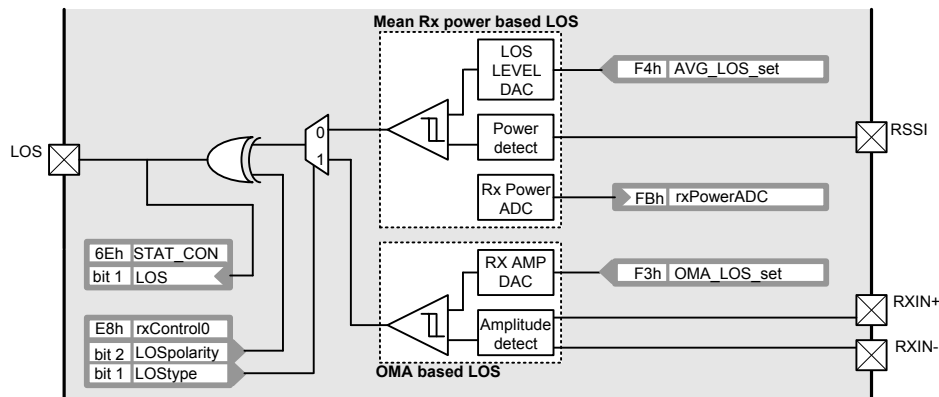 Mean Rx power based LOS
LOS
LEVEL
DAC
F4h AVG_LOS_set
0
1
Power
detect
RSSI
LOS
Rx Power
ADC
FBh rxPowerADC
6Eh STAT_CON
bit 1 LOS
RX AMP
DAC
F3h OMA_LOS_set
RXIN+
E8h rxControl0
bit 2 LOSpolarity
bit 1 LOStype
Amplitude
detect
RXIN-
OMA based LOS